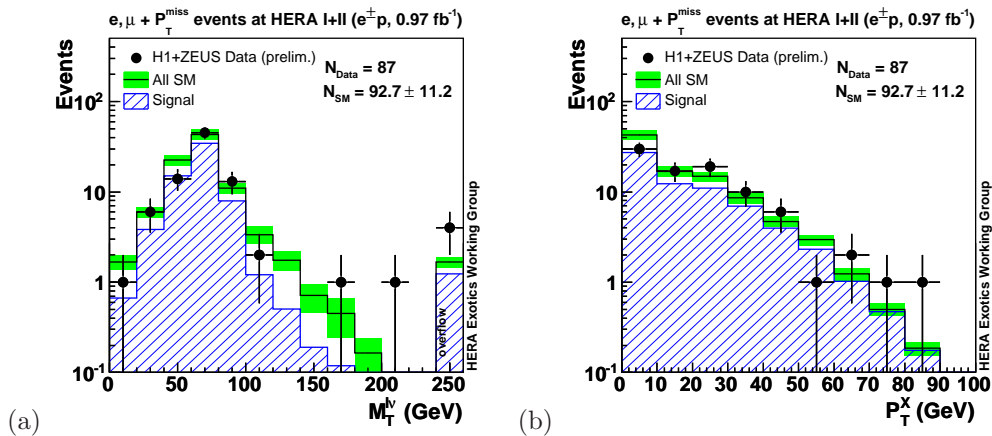 e, μ + P_T^miss events at HERA I+II (e±p, 0.97 fb⁻¹)
Events
H1+ZEUS Data (prelim.)
All SM
Signal
N_Data = 87
N_SM = 92.7 ± 11.2
10²
10
1
10⁻¹
0 50 100 150 200 250
overflow
M_T^lν (GeV)
HERA Exotics Working Group
(a)
e, μ + P_T^miss events at HERA I+II (e±p, 0.97 fb⁻¹)
Events
H1+ZEUS Data (prelim.)
All SM
Signal
N_Data = 87
N_SM = 92.7 ± 11.2
10²
10
1
10⁻¹
0 10 20 30 40 50 60 70 80 90 100
P_T^X (GeV)
HERA Exotics Working Group
(b)